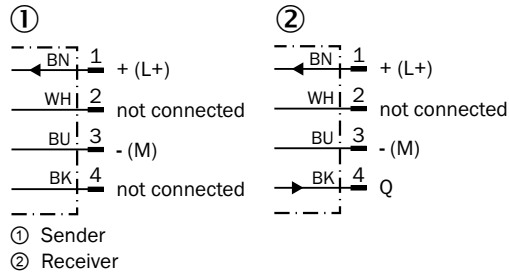 ① ②
BN 1 + (L+) BN 1 + (L+)
WH 2 not connected WH 2 not connected
BU 3 - (M) BU 3 - (M)
BK 4 not connected BK 4 Q
① Sender
② Receiver